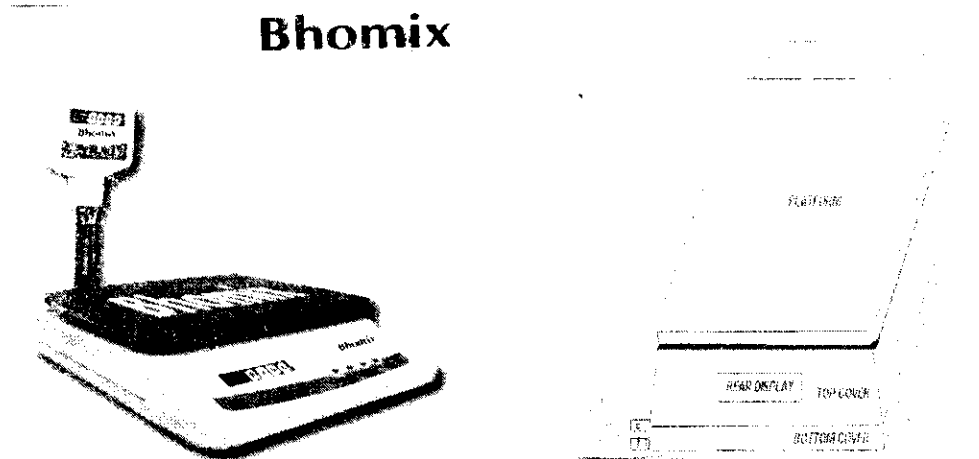 Bhomix
Bhomix
Bhomix
PLATFORM
REAR DISPLAY
TOP COVER
BOTTOM COVER